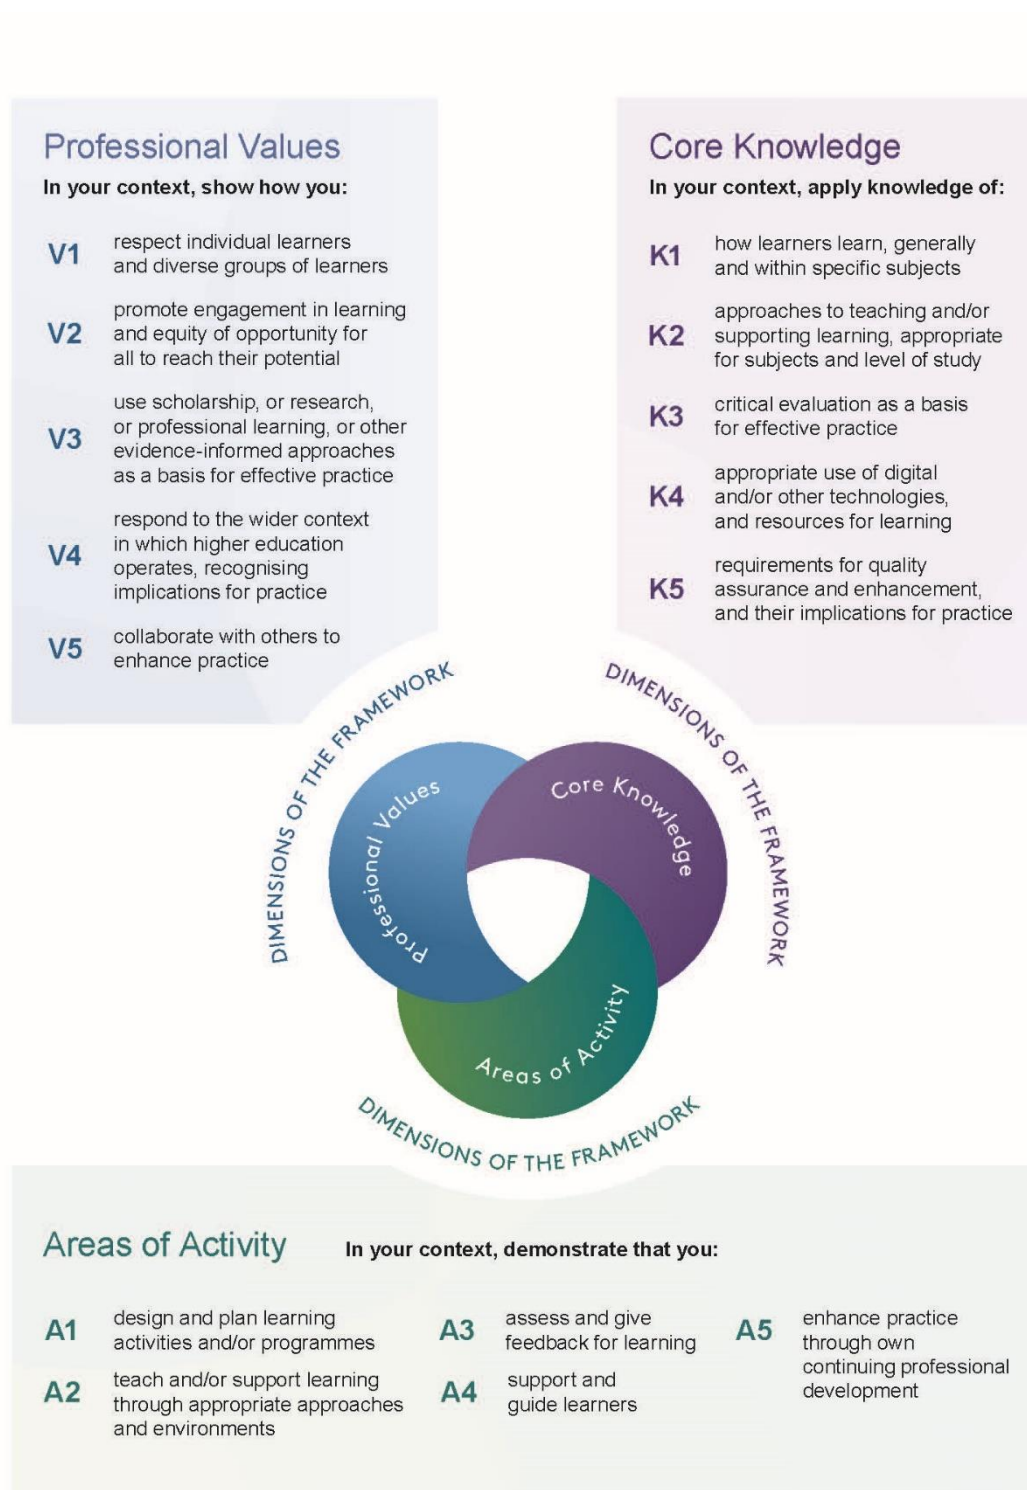 Professional Values
In your context, show how you:
V1
respect individual learners
and diverse groups of learners
V2
promote engagement in learning
and equity of opportunity for
all to reach their potential
V3
use scholarship, or research,
or professional learning, or other
evidence-informed approaches
as a basis for effective practice
V4
respond to the wider context
in which higher education
operates, recognising
implications for practice
V5
collaborate with others to
enhance practice
Core Knowledge
In your context, apply knowledge of:
K1
how learners learn, generally
and within specific subjects
K2
approaches to teaching and/or
supporting learning, appropriate
for subjects and level of study
K3
critical evaluation as a basis
for effective practice
K4
appropriate use of digital
and/or other technologies,
and resources for learning
K5
requirements for quality
assurance and enhancement,
and their implications for practice
DIMENSIONS OF THE FRAMEWORK
DIMENSIONS OF THE FRAMEWORK
Professional Values
Core Knowledge
Areas of Activity
DIMENSIONS OF THE FRAMEWORK
Areas of Activity
In your context, demonstrate that you:
A1
design and plan learning
activities and/or programmes
A2
teach and/or support learning
through appropriate approaches
and environments
A3
assess and give
feedback for learning
A4
support and
guide learners
A5
enhance practice
through own
continuing professional
development